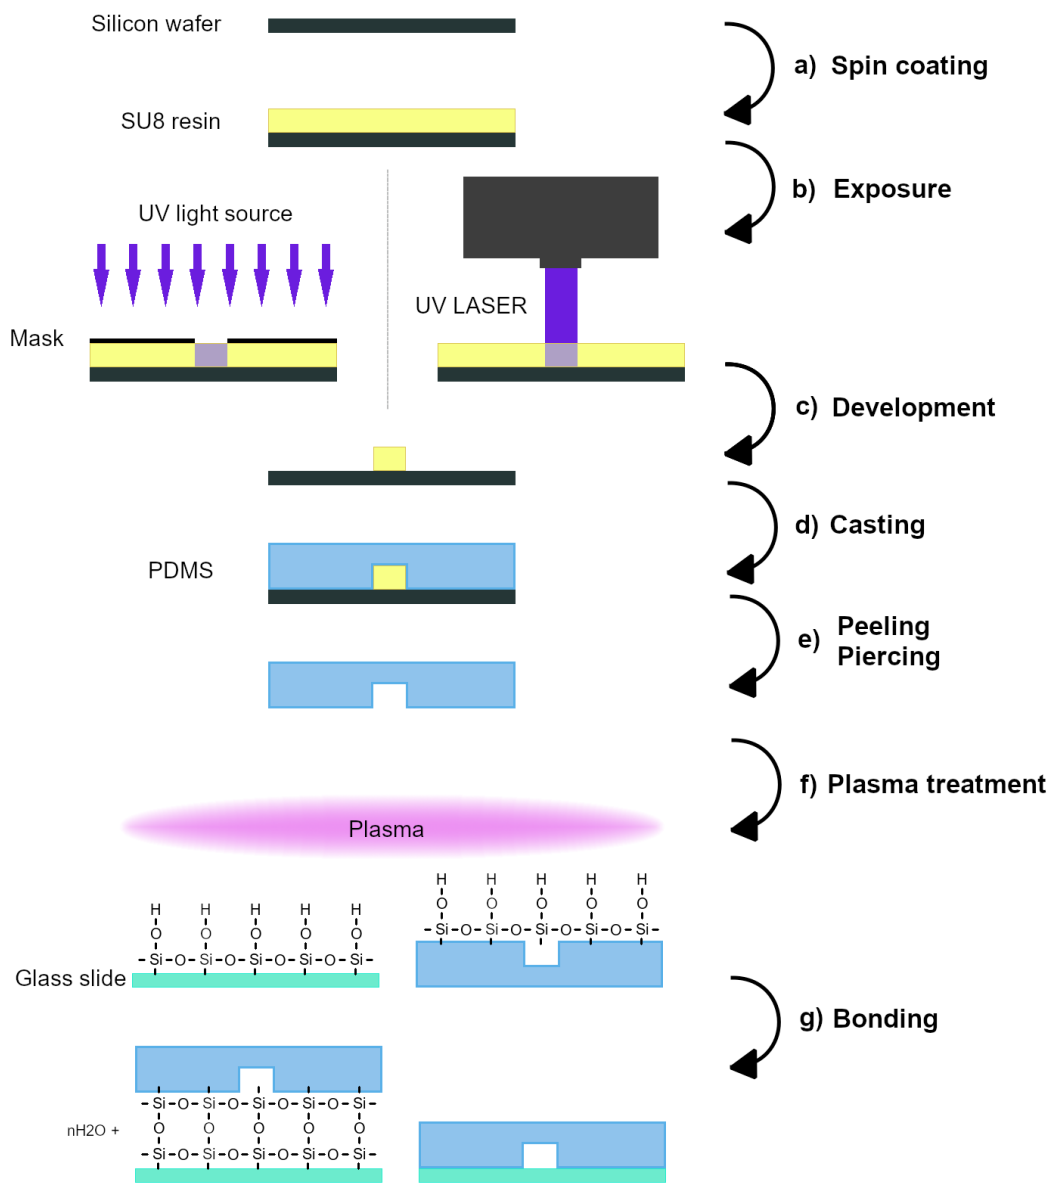 Silicon wafer
a) Spin coating
SU8 resin
b) Exposure
UV light source
UV LASER
Mask
c) Development
d) Casting
PDMS
e) Peeling
Piercing
f) Plasma treatment
Plasma
H H H H H
O O O O O
Si O Si O Si O Si O Si
H H H H H
O O O O O
Si O Si O Si O Si O Si
Glass slide
g) Bonding
Si O Si O Si O Si O Si
nH2O + O O O O O
Si O Si O Si O Si O Si